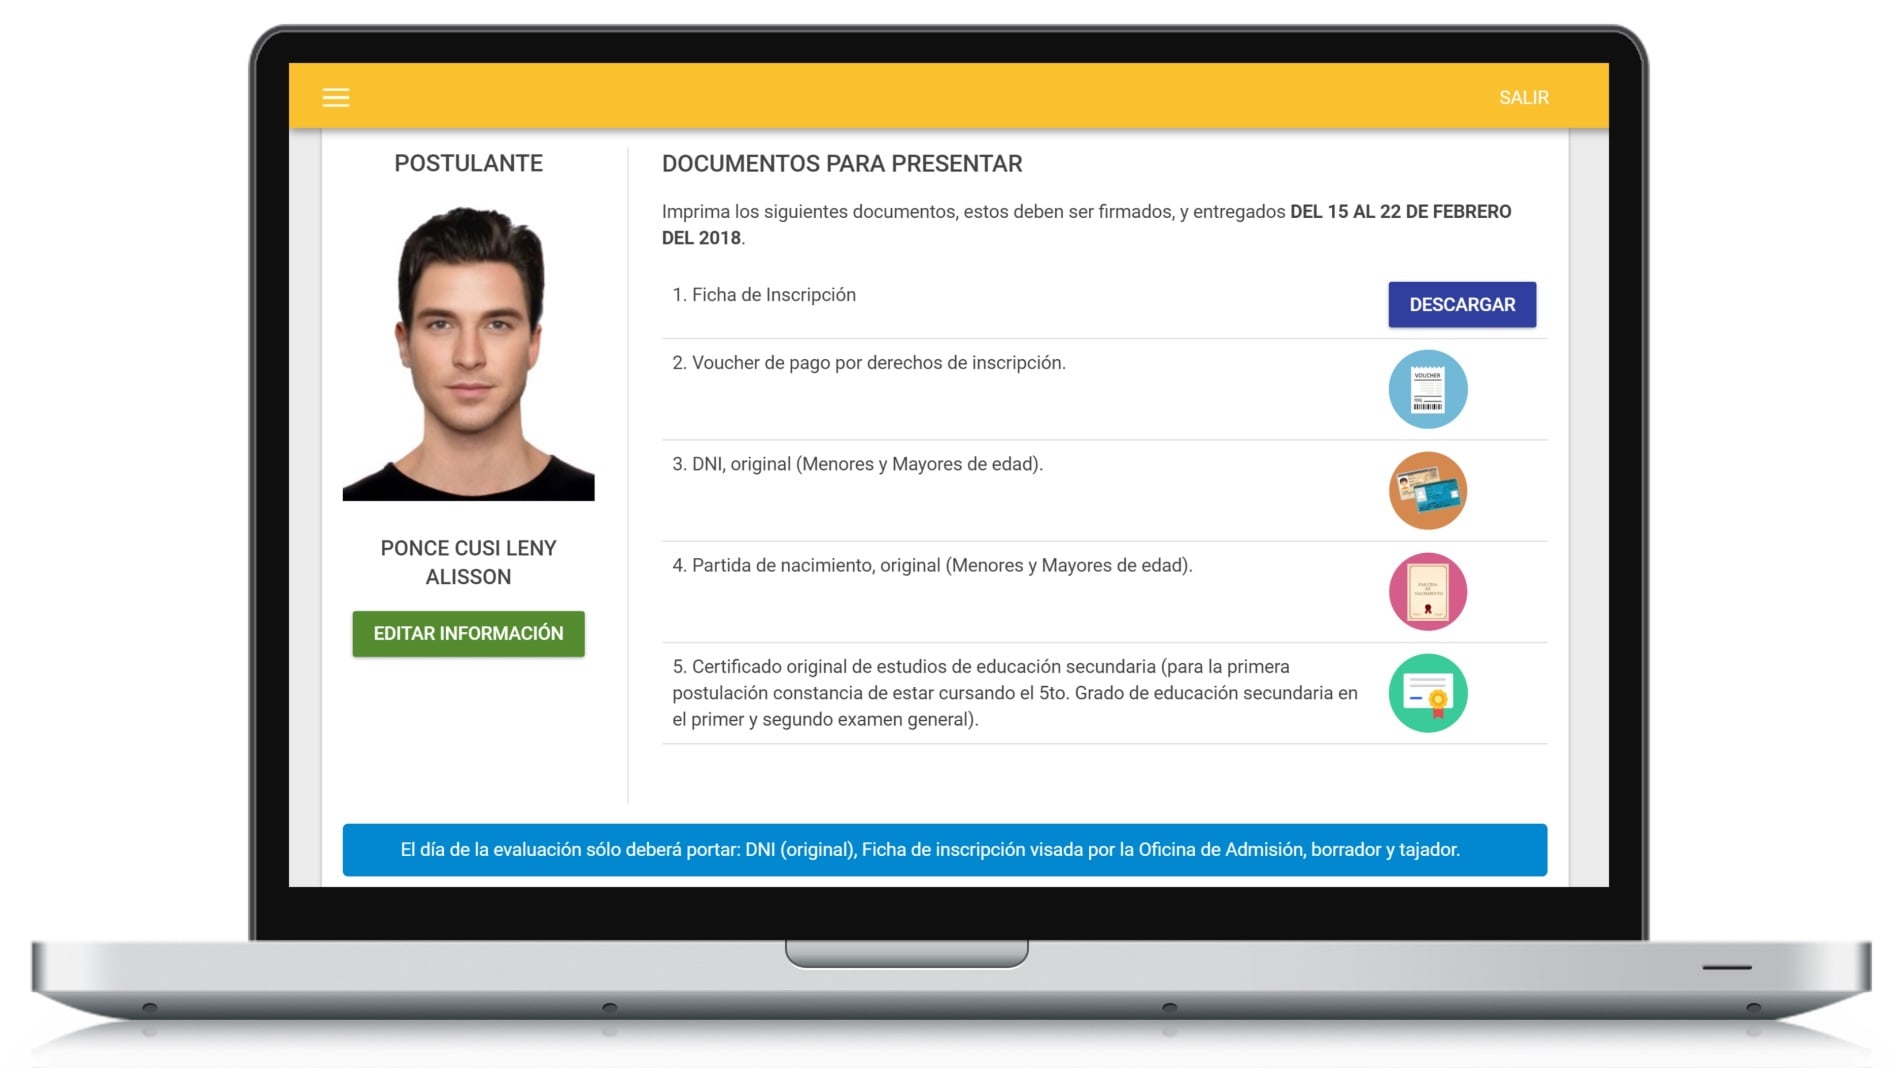 SALIR
POSTULANTE
PONCE CUSI LENY
ALISSON
EDITAR INFORMACIÓN
DOCUMENTOS PARA PRESENTAR
Imprima los siguientes documentos, estos deben ser firmados, y entregados DEL 15 AL 22 DE FEBRERO
DEL 2018.
1. Ficha de Inscripción
DESCARGAR
2. Voucher de pago por derechos de inscripción.
VOUCHER
3. DNI, original (Menores y Mayores de edad).
4. Partida de nacimiento, original (Menores y Mayores de edad).
PARTIDA
DE
NACIMIENTO
5. Certificado original de estudios de educación secundaria (para la primera
postulación constancia de estar cursando el 5to. Grado de educación secundaria en
el primer y segundo examen general).
El día de la evaluación sólo deberá portar: DNI (original), Ficha de inscripción visada por la Oficina de Admisión, borrador y tajador.